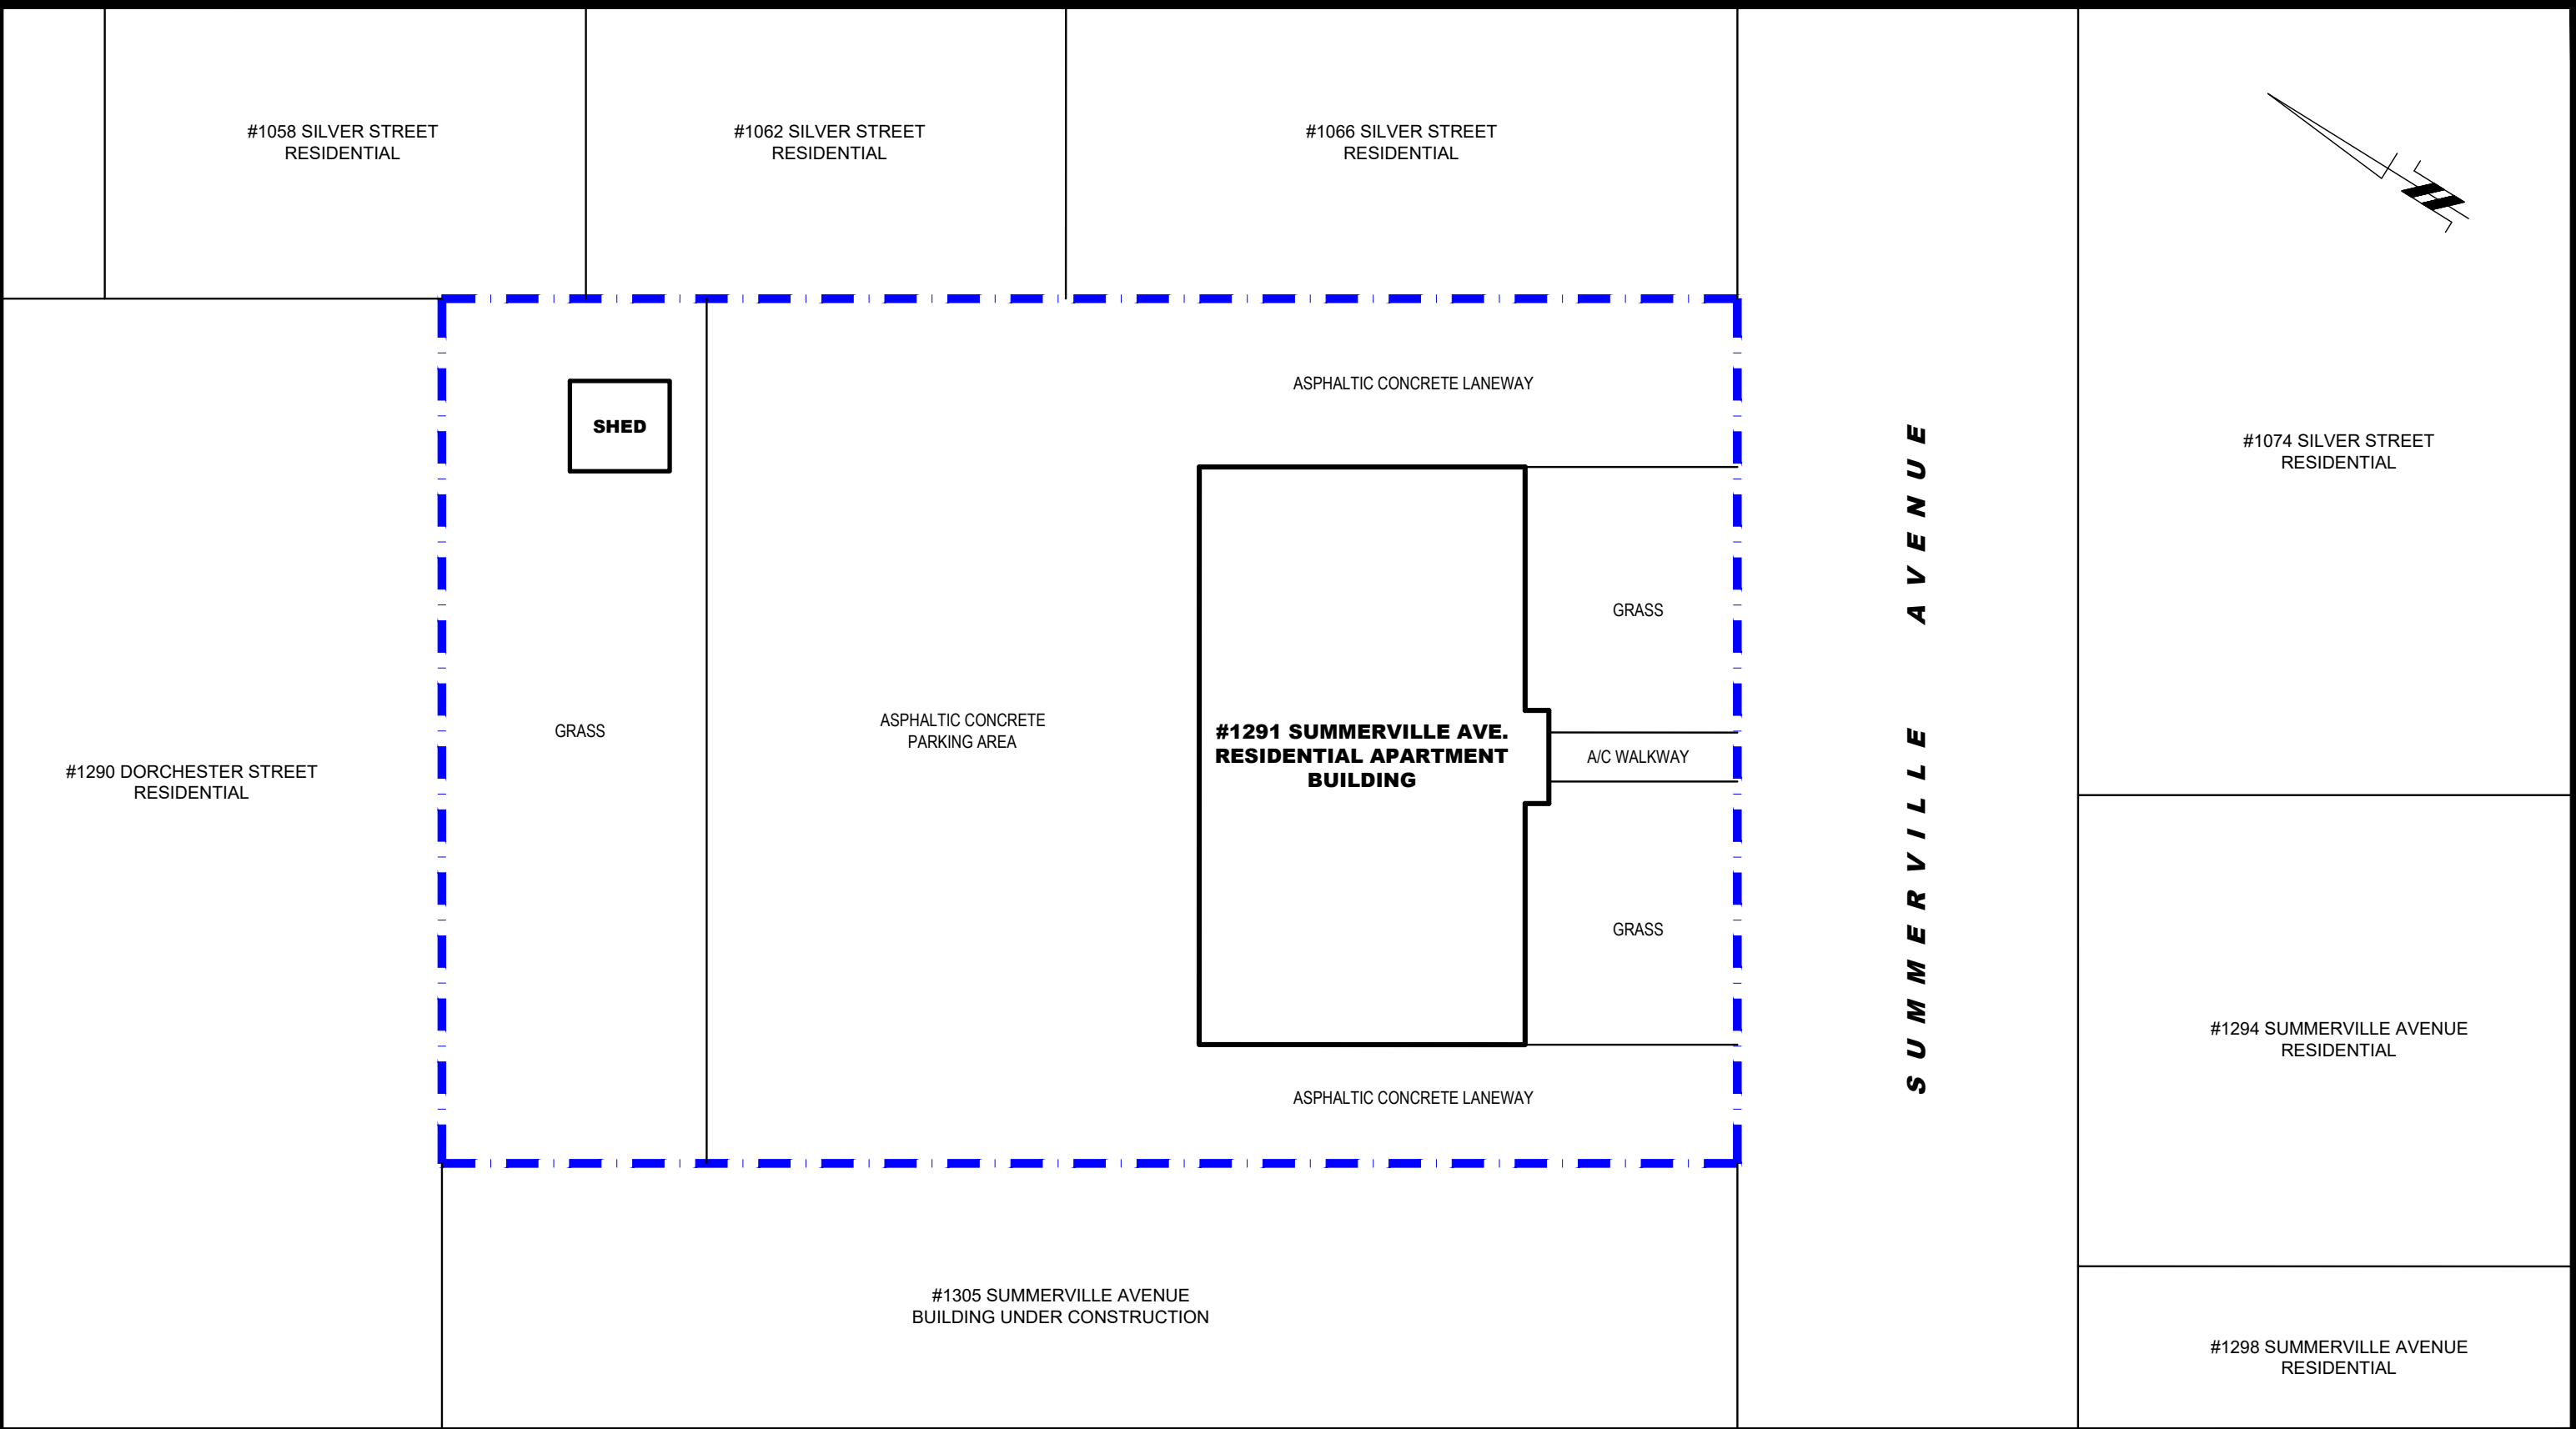 #1058 SILVER STREET
RESIDENTIAL
#1062 SILVER STREET
RESIDENTIAL
#1066 SILVER STREET
RESIDENTIAL
ASPHALTIC CONCRETE LANEWAY
SHED
#1074 SILVER STREET
RESIDENTIAL
GRASS
SUMMERVILLE AVENUE
GRASS
ASPHALTIC CONCRETE
PARKING AREA
#1291 SUMMERVILLE AVE.
RESIDENTIAL APARTMENT
BUILDING
A/C WALKWAY
#1290 DORCHESTER STREET
RESIDENTIAL
GRASS
#1294 SUMMERVILLE AVENUE
RESIDENTIAL
ASPHALTIC CONCRETE LANEWAY
#1305 SUMMERVILLE AVENUE
BUILDING UNDER CONSTRUCTION
#1298 SUMMERVILLE AVENUE
RESIDENTIAL